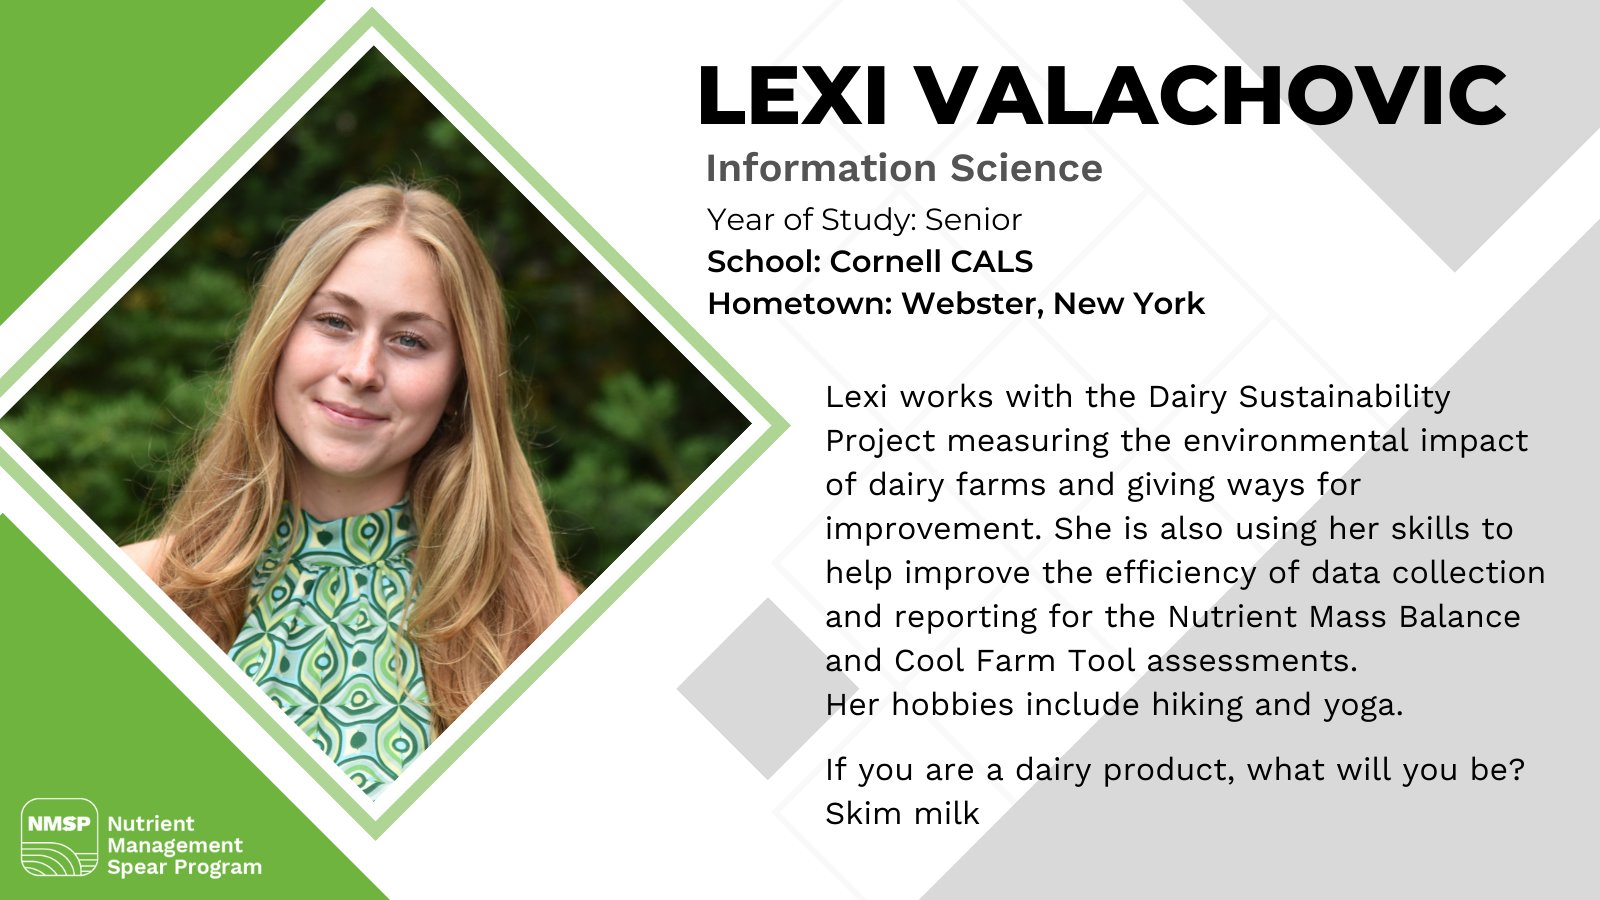 LEXI VALACHOVIC
Information Science
Year of Study: Senior
School: Cornell CALS
Hometown: Webster, New York
Lexi works with the Dairy Sustainability
Project measuring the environmental impact
of dairy farms and giving ways for
improvement. She is also using her skills to
help improve the efficiency of data collection
and reporting for the Nutrient Mass Balance
and Cool Farm Tool assessments.
Her hobbies include hiking and yoga.
If you are a dairy product, what will you be?
Skim milk
NMSP
Nutrient
Management
Spear Program